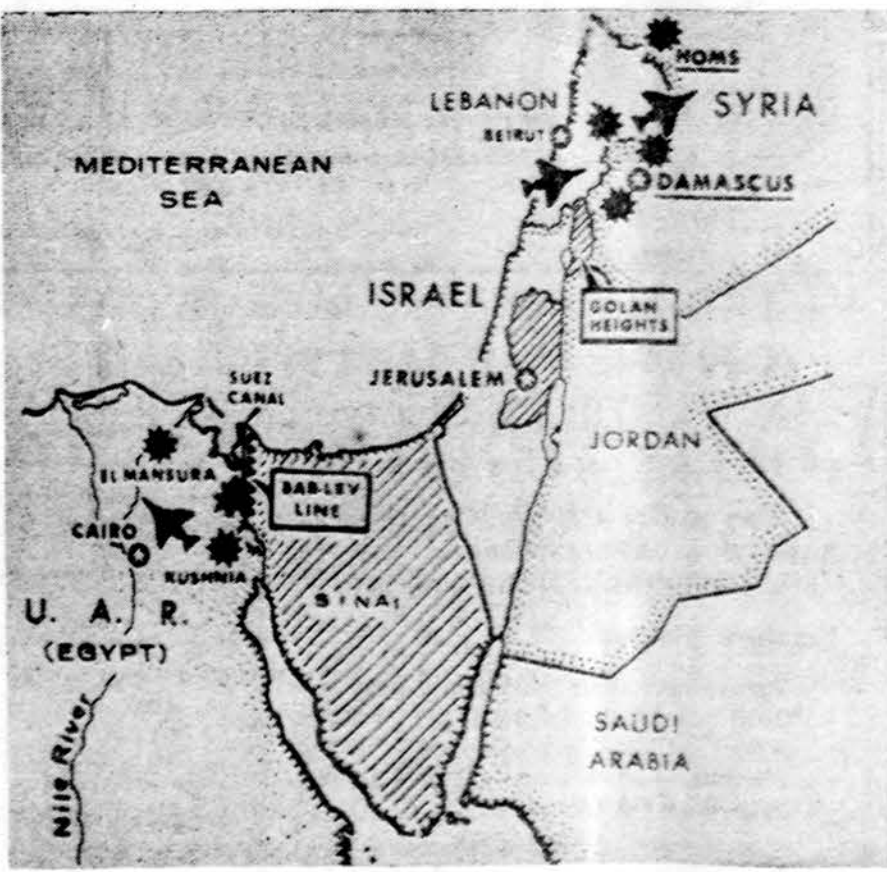 HOMS
LEBANON
SYRIA
BEIRUT
MEDITERRANEAN
SEA
DAMASCUS
ISRAEL
GOLAN
HEIGHTS
SUEZ
CANAL
JERUSALEM
JORDAN
EL MANSURA
BAR-LEV
LINE
CAIRO
KUSHNIA
SINAI
U. A. R.
(EGYPT)
Nile River
SAUDI
ARABIA